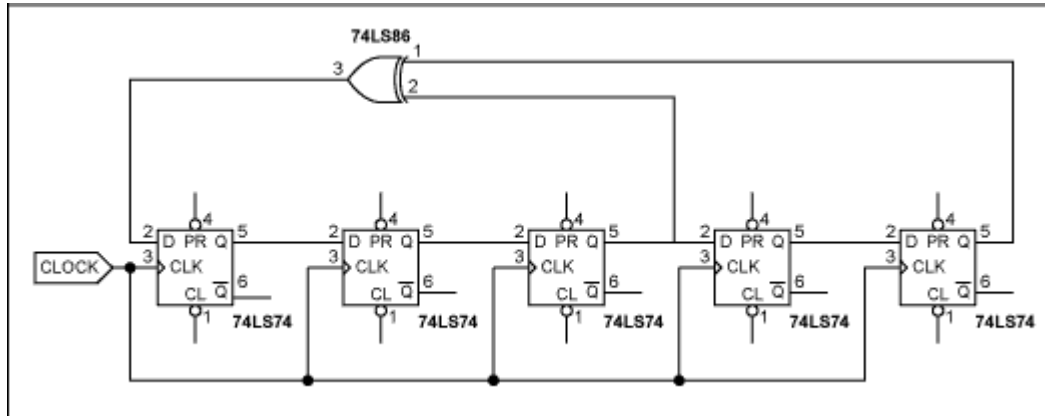 74LS86
3 1
2
4 4 4 4 4
2 D PR Q 5 2 D PR Q 5 2 D PR Q 5 2 D PR Q 5 2 D PR Q 5
CLOCK 3 CLK 3 CLK 3 CLK 3 CLK 3 CLK
CL Q̅ 6 CL Q̅ 6 CL Q̅ 6 CL Q̅ 6 CL Q̅ 6
1 74LS74 1 74LS74 1 74LS74 1 74LS74 1 74LS74